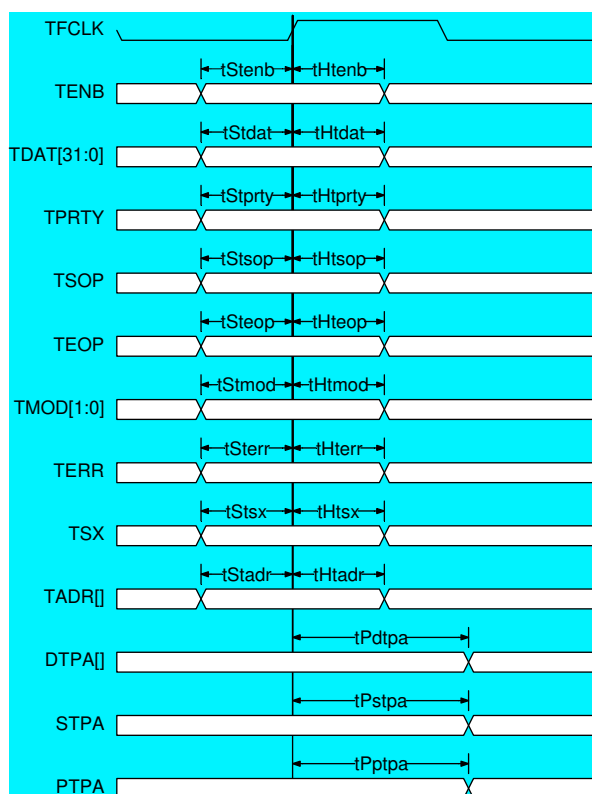 TFCLK
tStenb tHtenb
TENB
tStdat tHtdat
TDAT[31:0]
tStprty tHtprty
TPRTY
tStsop tHtsop
TSOP
tSteop tHteop
TEOP
tStmod tHtmod
TMOD[1:0]
tSterr tHterr
TERR
tStsx tHtsx
TSX
tStadr tHtadr
TADR[]
tPdtpa
DTPA[]
tPstpa
STPA
tPptpa
PTPA